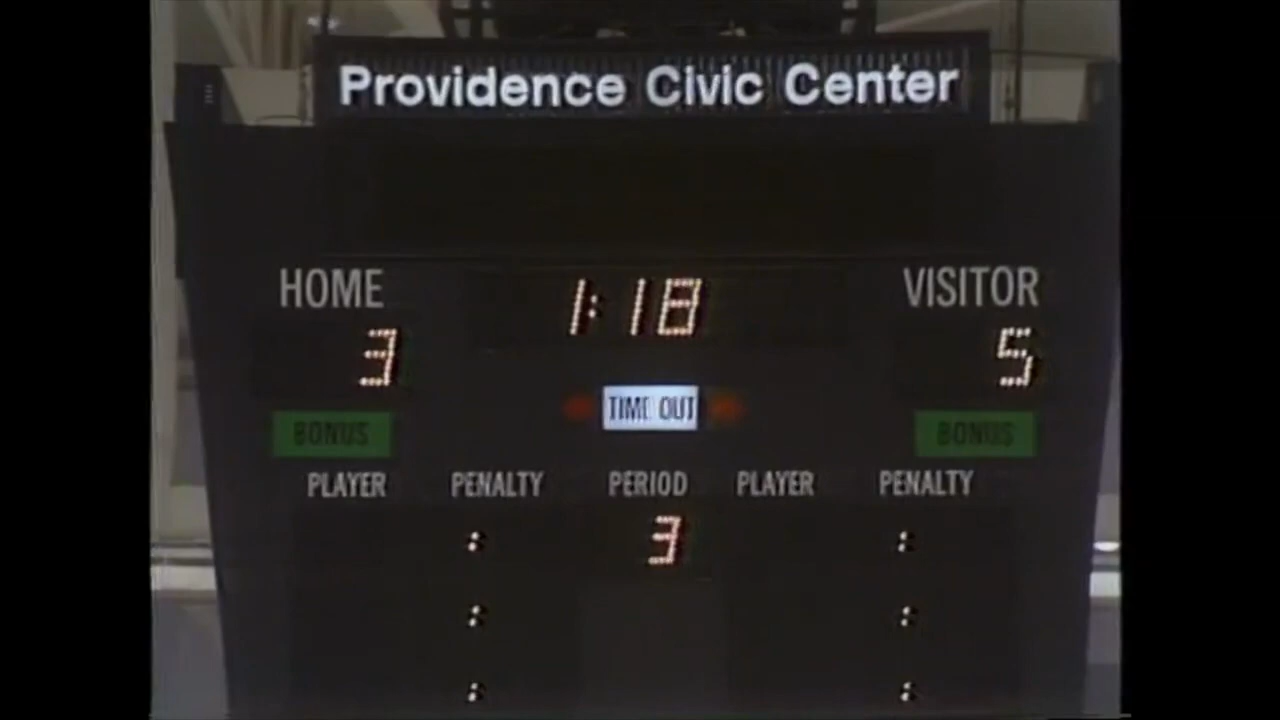 Providence Civic Center
HOME 1:18 VISITOR
3 5
TIME OUT
BONUS BONUS
PLAYER PENALTY PERIOD PLAYER PENALTY
: 3 :
: :
: :